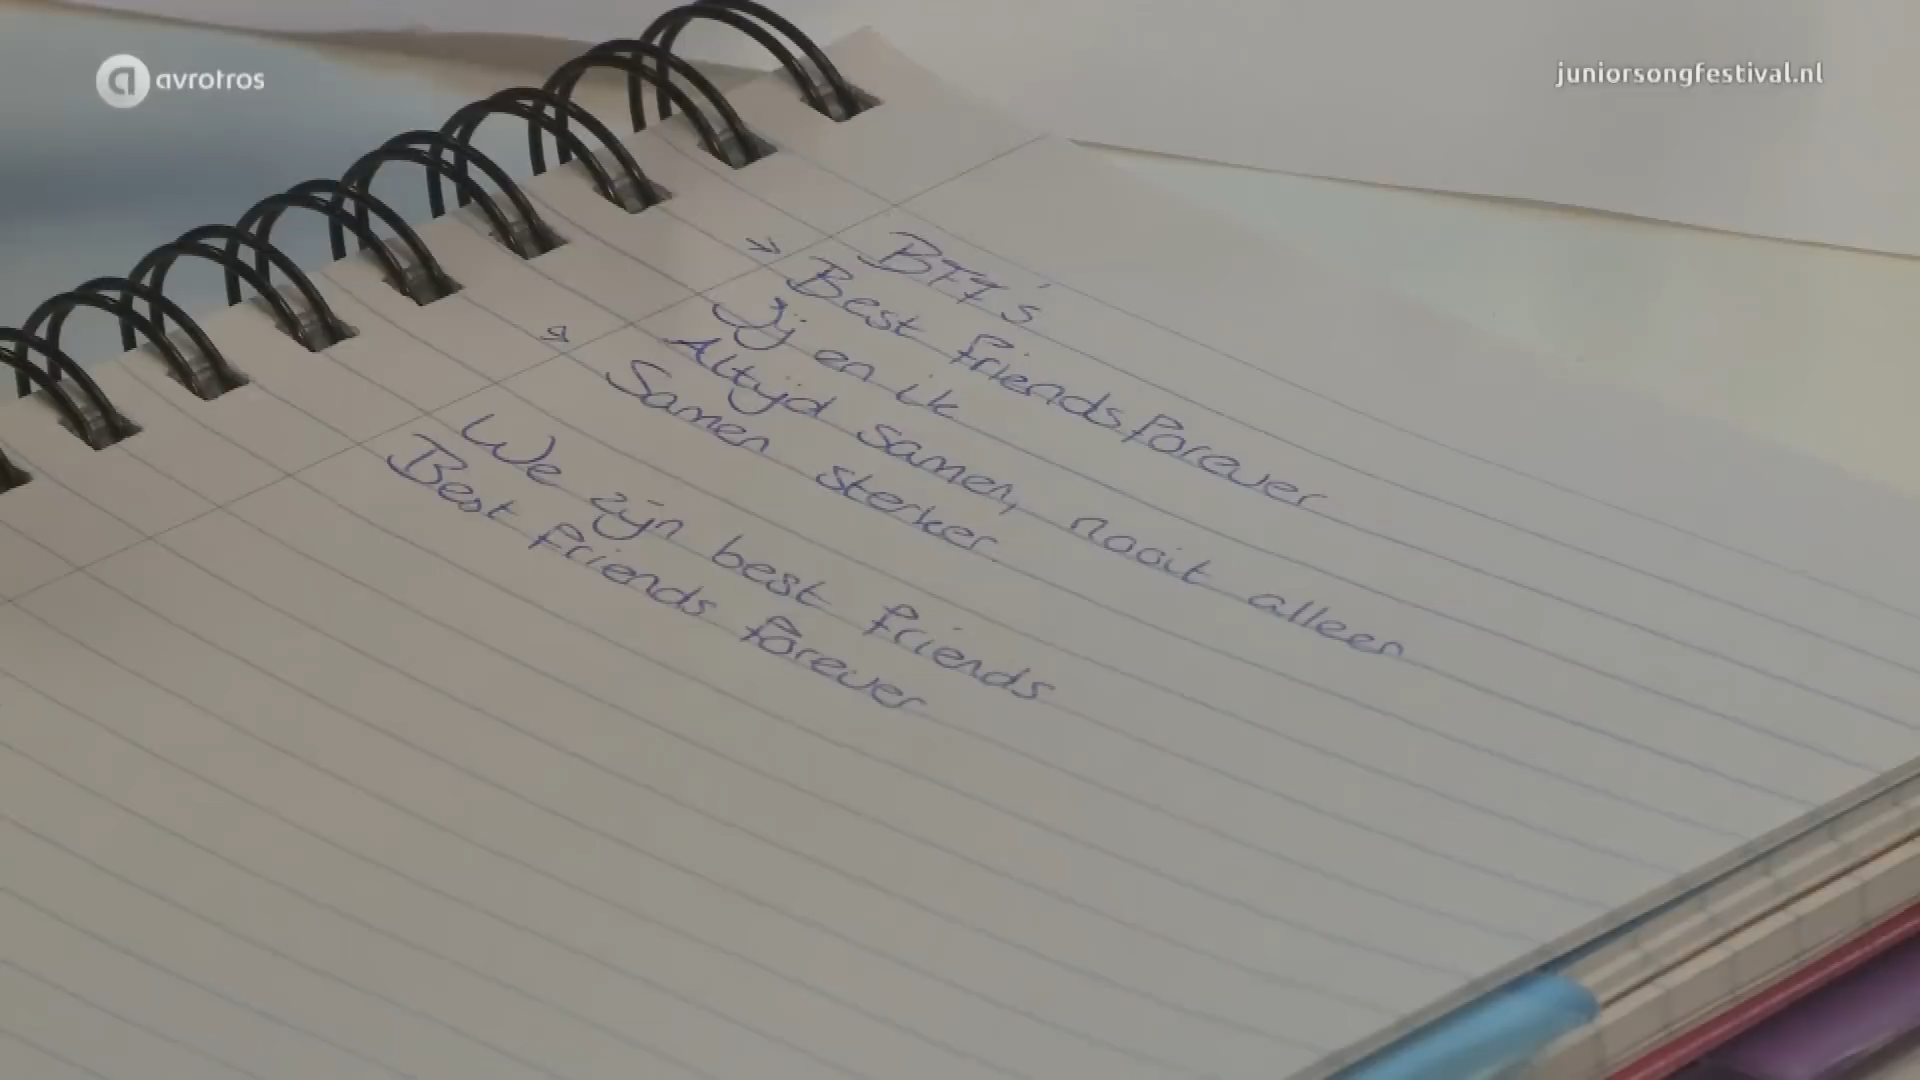 avrotros
juniorsongfestival.nl
BFF's
→ Best friends forever
Jij en ik
Altijd samen, nooit alleen
→ Samen sterker
We zijn best friends
Best friends forever